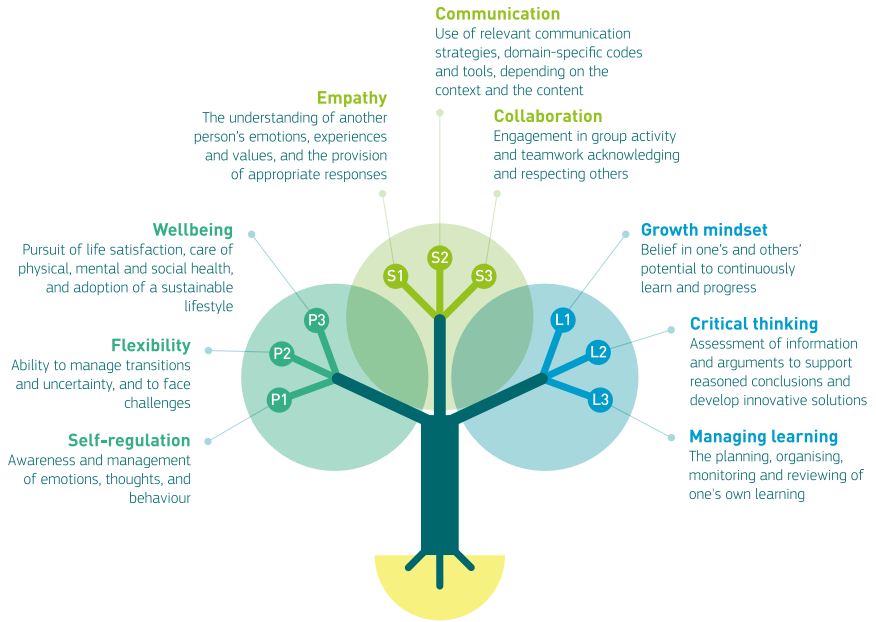 Communication
Use of relevant communication
strategies, domain-specific codes
and tools, depending on the
context and the content
Empathy
The understanding of another
person's emotions, experiences
and values, and the provision
of appropriate responses
Collaboration
Engagement in group activity
and teamwork acknowledging
and respecting others
Wellbeing
Pursuit of life satisfaction, care of
physical, mental and social health,
and adoption of a sustainable
lifestyle
Growth mindset
Belief in one's and others'
potential to continuously
learn and progress
Flexibility
Ability to manage transitions
and uncertainty, and to face
challenges
Critical thinking
Assessment of information
and arguments to support
reasoned conclusions and
develop innovative solutions
Self-regulation
Awareness and management
of emotions, thoughts, and
behaviour
Managing learning
The planning, organising,
monitoring and reviewing of
one's own learning
S1
S2
S3
P3
P2
P1
L1
L2
L3